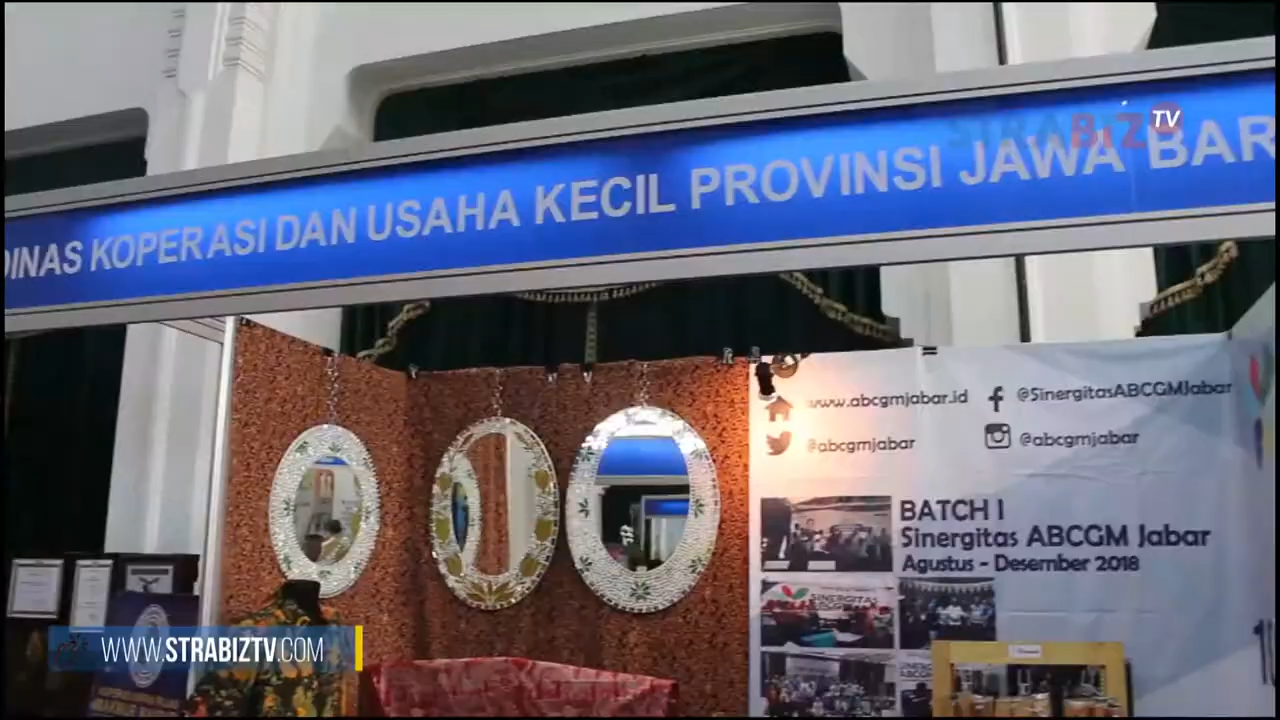 STRABIZ TV
DINAS KOPERASI DAN USAHA KECIL PROVINSI JAWA BAR
www.abcgmjabar.id
@SinergitasABCGMJabar
@abcgmjabar
@abcgmjabar
BATCH I
Sinergitas ABCGM Jabar
Agustus - Desember 2018
SINERGITAS
WWW.STRABIZTV.COM